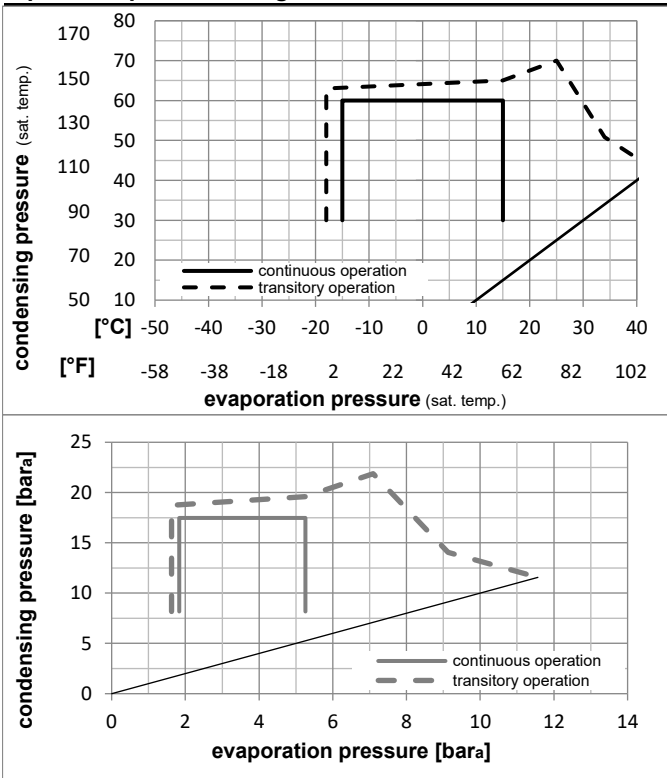 condensing pressure (sat. temp.)
170 80
70
150 60
130 50
110 40
90 30
70 20
50 10
continuous operation
transitory operation
[°C] -50 -40 -30 -20 -10 0 10 20 30 40
[°F] -58 -38 -18 2 22 42 62 82 102
evaporation pressure (sat. temp.)
condensing pressure [bara]
25
20
15
10
5
0
continuous operation
transitory operation
0 2 4 6 8 10 12 14
evaporation pressure [bara]